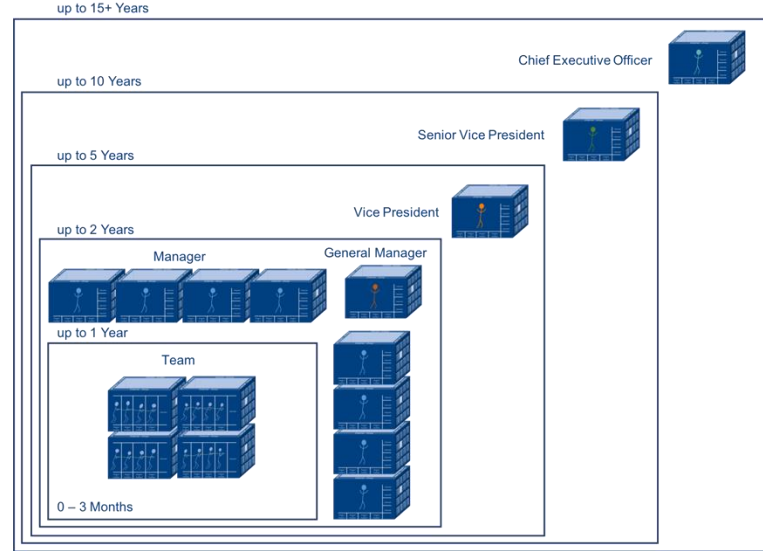 up to 15+ Years
Chief Executive Officer
up to 10 Years
Senior Vice President
up to 5 Years
Vice President
up to 2 Years
Manager
General Manager
up to 1 Year
Team
0 – 3 Months